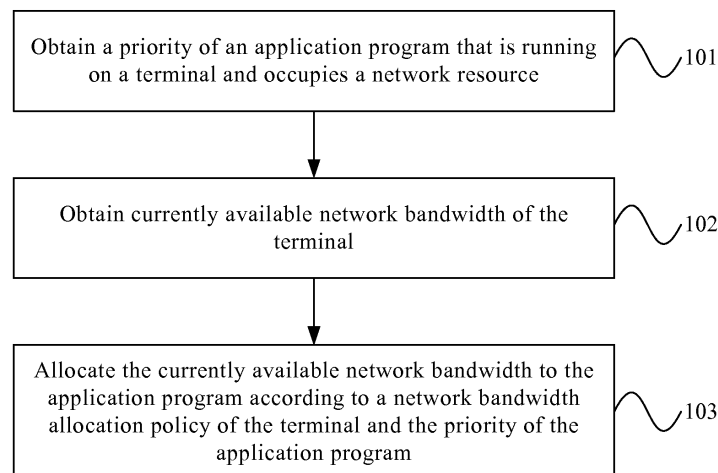 Obtain a priority of an application program that is running
on a terminal and occupies a network resource
101
Obtain currently available network bandwidth of the
terminal
102
Allocate the currently available network bandwidth to the
application program according to a network bandwidth
allocation policy of the terminal and the priority of the
application program
103